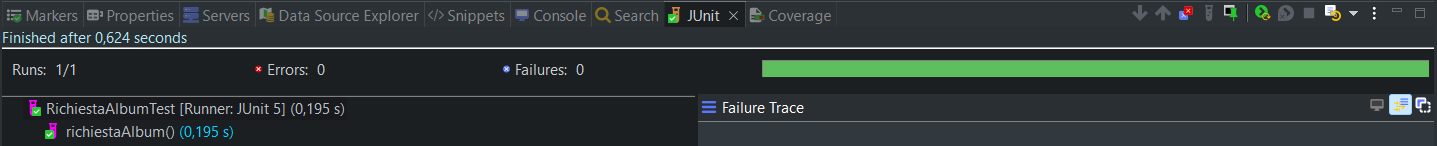 Markers Properties Servers Data Source Explorer Snippets Console Search JUnit Coverage
Finished after 0,624 seconds
Runs: 1/1 Errors: 0 Failures: 0
RichiestaAlbumTest [Runner: JUnit 5] (0,195 s)
Failure Trace
richiestaAlbum() (0,195 s)